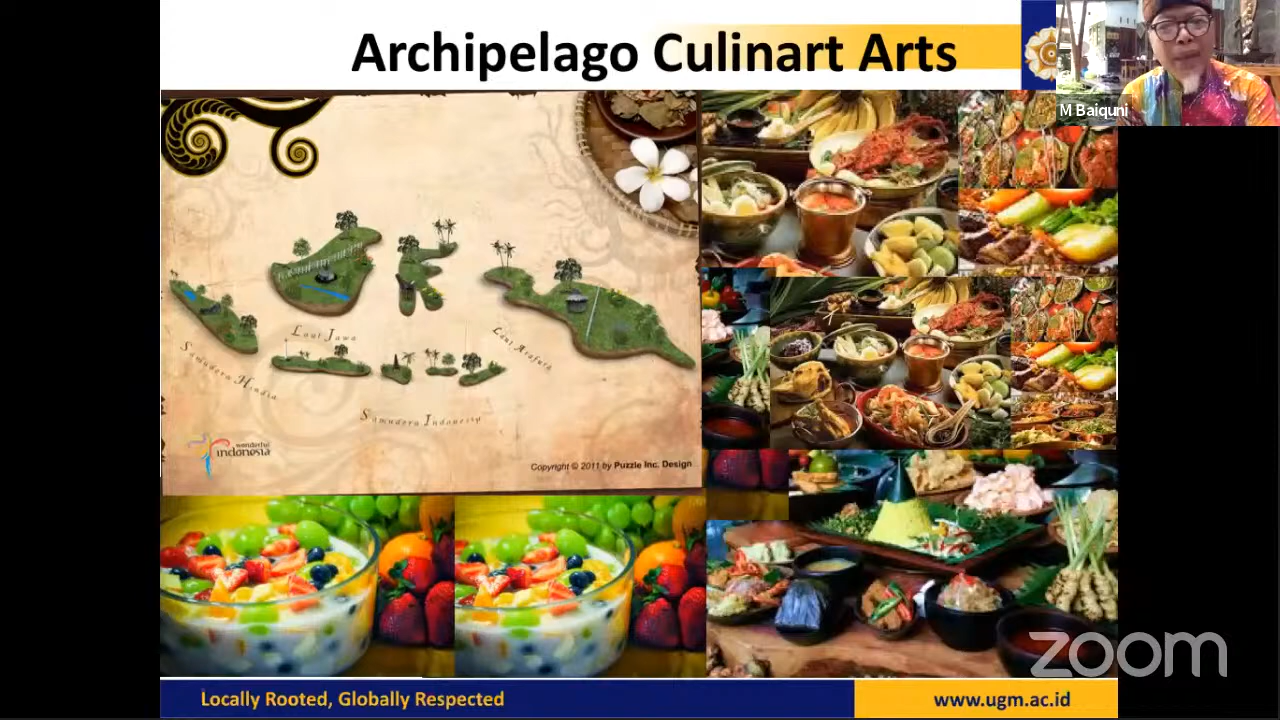 Archipelago Culinart Arts
M Baiquni
Laut Jawa
Laut Arafura
Samudera Hindia
Samudera Indonesia
wonderful
indonesia
Copyright © 2011 by Puzzle Inc. Design
zoom
Locally Rooted, Globally Respected
www.ugm.ac.id